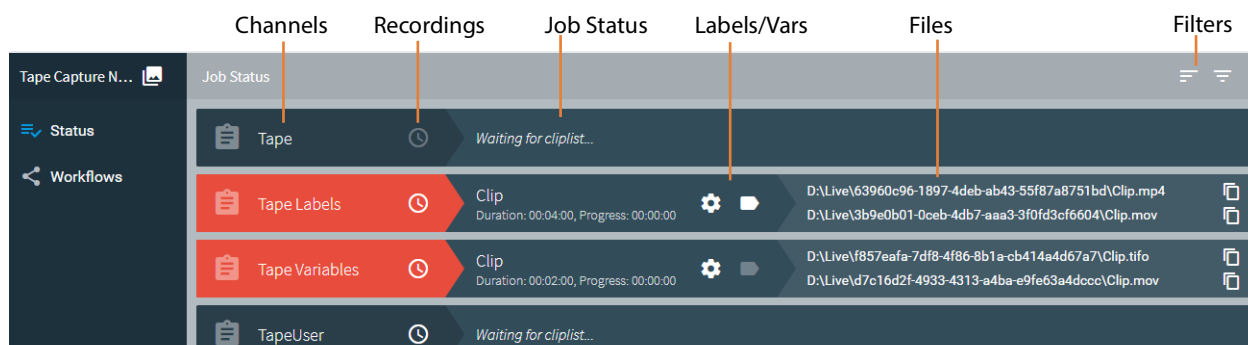 Channels Recordings Job Status Labels/Vars Files Filters
Tape Capture N... Job Status
Status
Workflows
Tape Waiting for cliplist...
Tape Labels
Clip
Duration: 00:04:00, Progress: 00:00:00
D:\Live\63960c96-1897-4deb-ab43-55f87a8751bd\Clip.mp4
D:\Live\3b9e0b01-0ceb-4db7-aaa3-3f0fd3cf6604\Clip.mov
Tape Variables
Clip
Duration: 00:02:00, Progress: 00:00:00
D:\Live\f857eafa-7df8-4f86-8b1a-cb414a4d67a7\Clip.tifo
D:\Live\d7c16d2f-4933-4313-a4ba-e9fe63a4dccc\Clip.mov
TapeUser Waiting for cliplist...